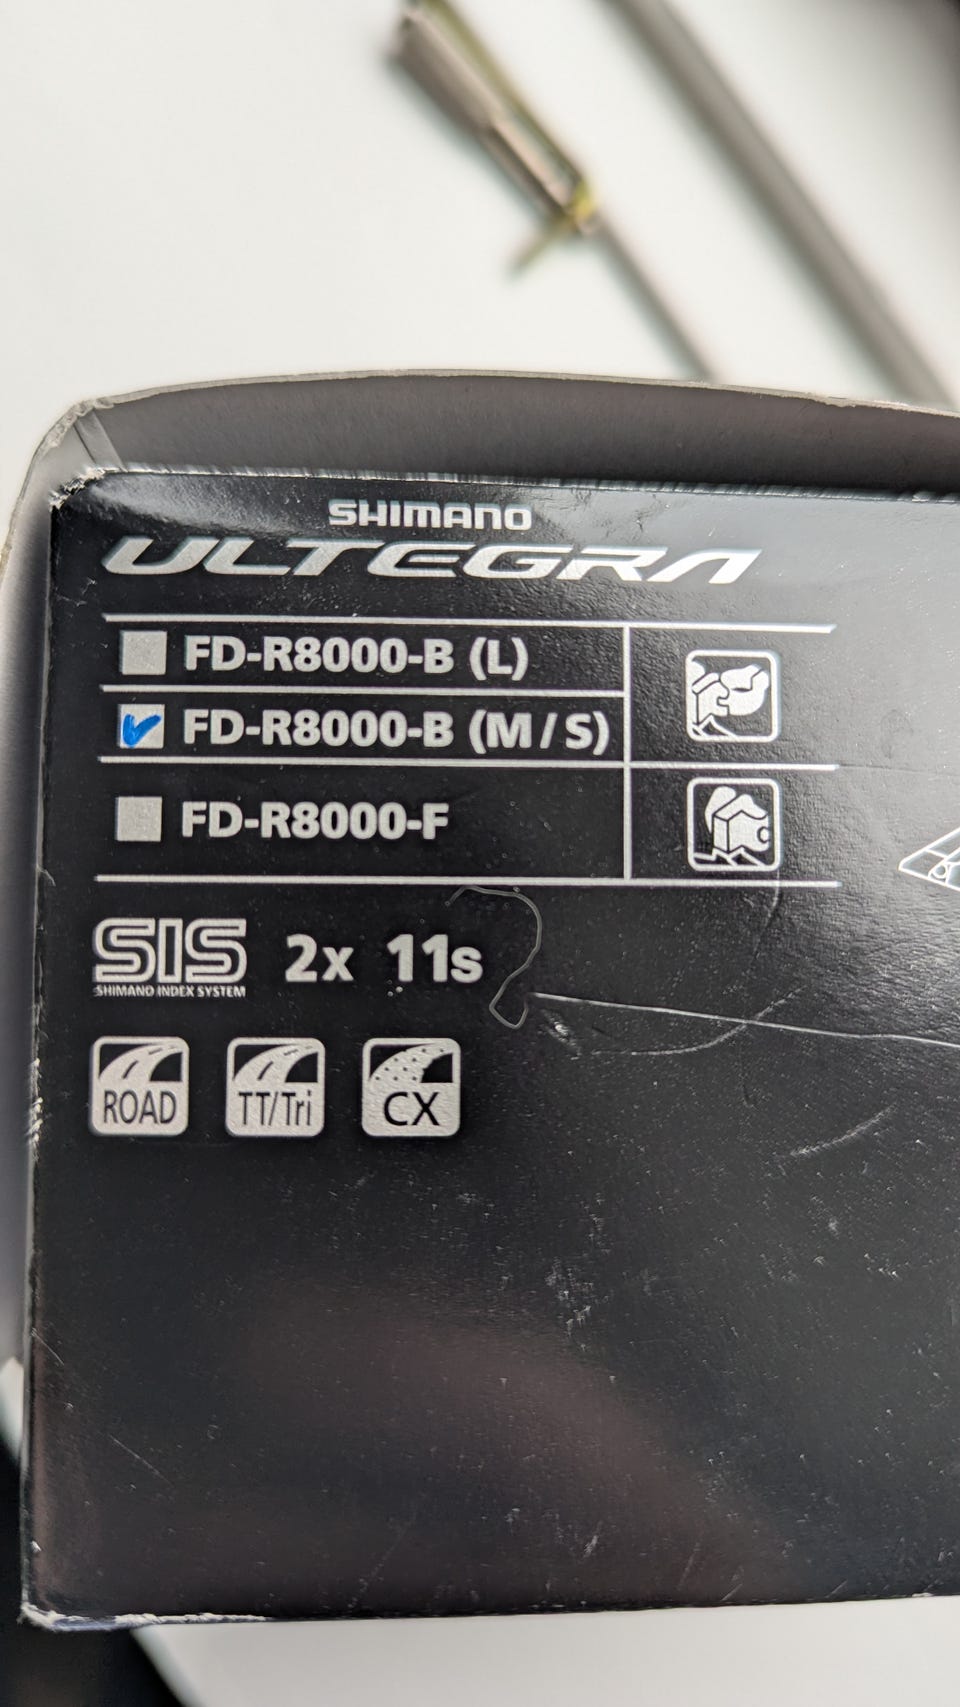 SHIMANO
ULTEGRA
FD-R8000-B (L)
FD-R8000-B (M/S)
FD-R8000-F
SIS 2x 11s
SHIMANO INDEX SYSTEM
ROAD TT/Tri CX